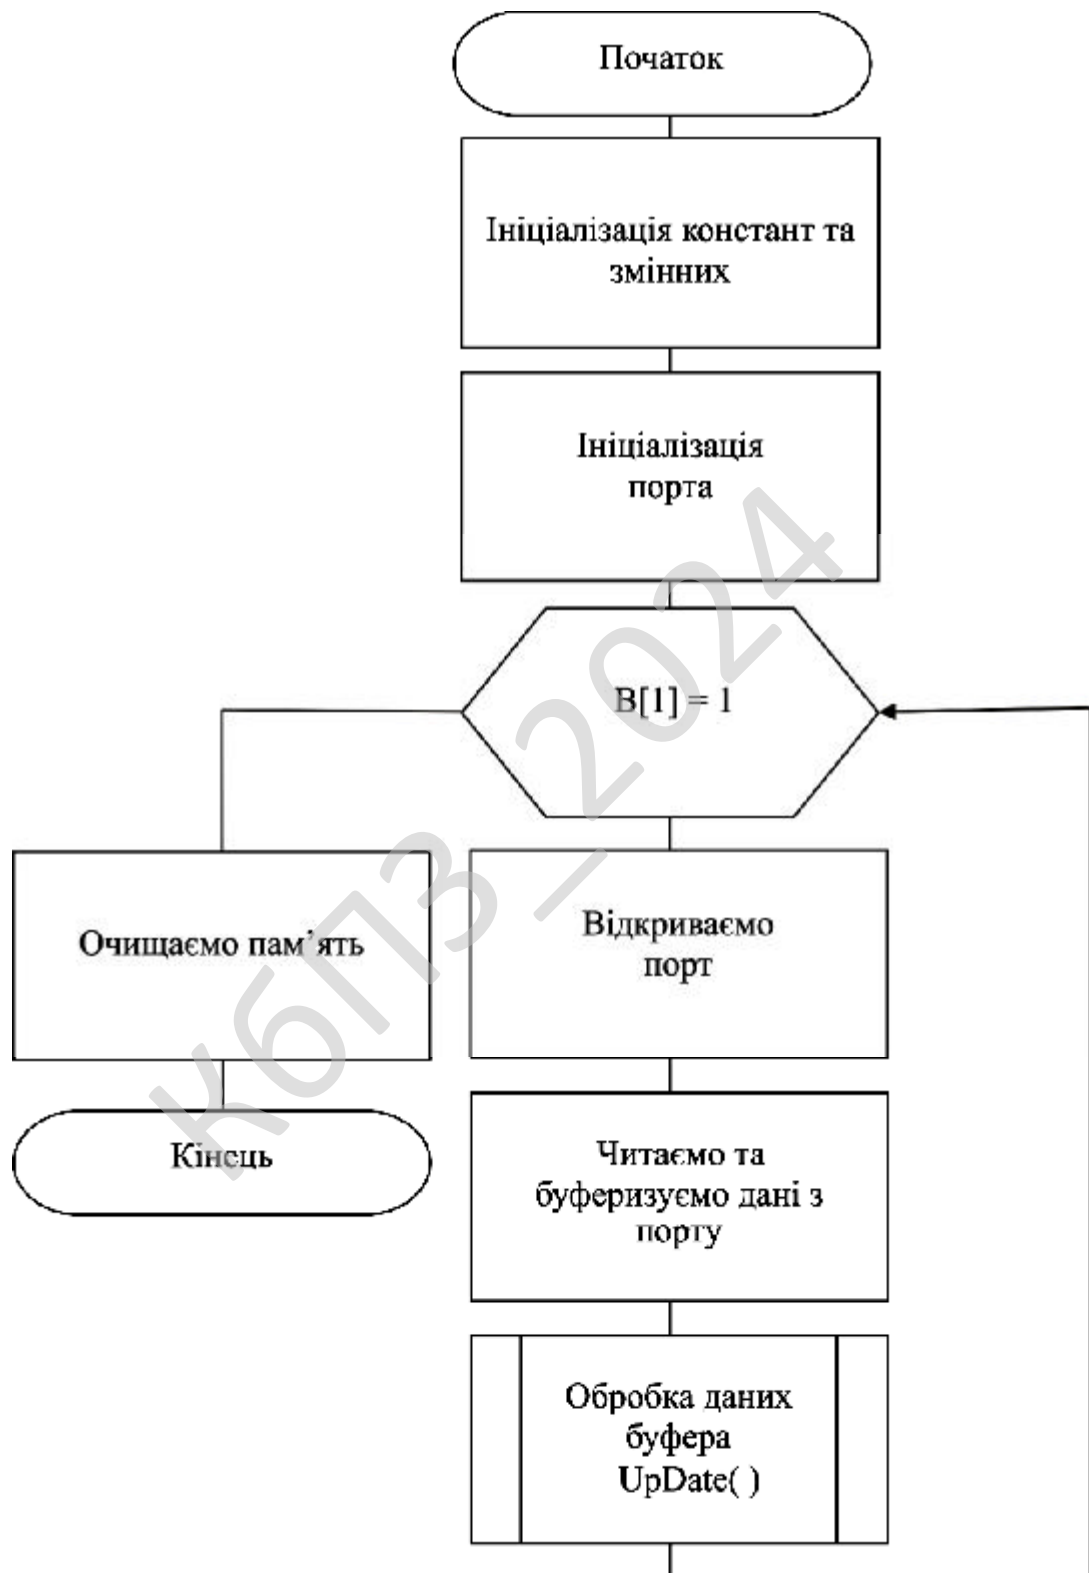 Початок
Ініціалізація констант та
змінних
Ініціалізація
порта
B[1] = 1
Очищаємо пам’ять
Відкриваємо
порт
Кінець
Читаємо та
буферизуємо дані з
порту
Обробка даних
буфера
UpDate( )
КбПЗ_2024